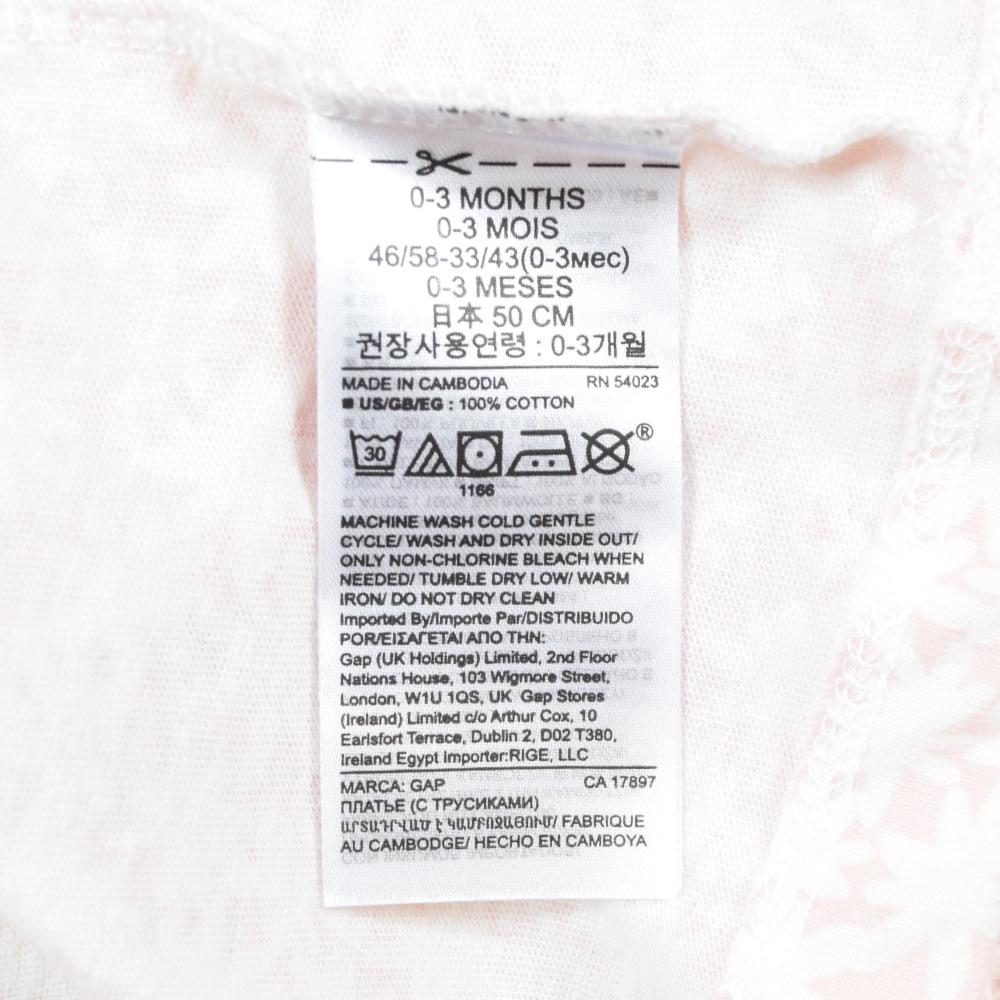 0-3 MONTHS
0-3 MOIS
46/58-33/43(0-3мес)
0-3 MESES
日本 50 CM
권장사용연령 : 0-3개월
MADE IN CAMBODIA RN 54023
■ US/GB/EG : 100% COTTON
30
®
1166
MACHINE WASH COLD GENTLE
CYCLE/ WASH AND DRY INSIDE OUT/
ONLY NON-CHLORINE BLEACH WHEN
NEEDED/ TUMBLE DRY LOW/ WARM
IRON/ DO NOT DRY CLEAN
Imported By/Importe Par/DISTRIBUIDO
POR/ΕΙΣΑΓΕΤΑΙ ΑΠΟ ΤΗΝ:
Gap (UK Holdings) Limited, 2nd Floor
Nations House, 103 Wigmore Street,
London, W1U 1QS, UK Gap Stores
(Ireland) Limited c/o Arthur Cox, 10
Earlsfort Terrace, Dublin 2, D02 T380,
Ireland Egypt Importer:RIGE, LLC
MARCA: GAP CA 17897
ПЛАТЬЕ (С ТРУСИКАМИ)
ԱՐՏԱԴՐՎԱԾ Է ԿԱՄԲՈՋԱՅՈՒՄ/ FABRIQUE
AU CAMBODGE/ HECHO EN CAMBOYA